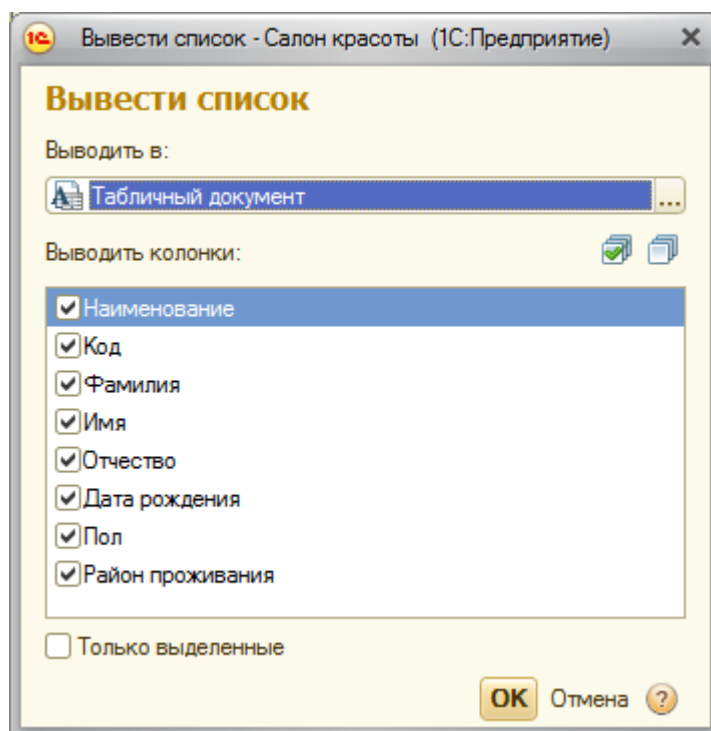 1С Вывести список - Салон красоты (1С:Предприятие)
Вывести список
Выводить в:
Табличный документ ...
Выводить колонки:
Наименование
Код
Фамилия
Имя
Отчество
Дата рождения
Пол
Район проживания
Только выделенные
ОК Отмена ?